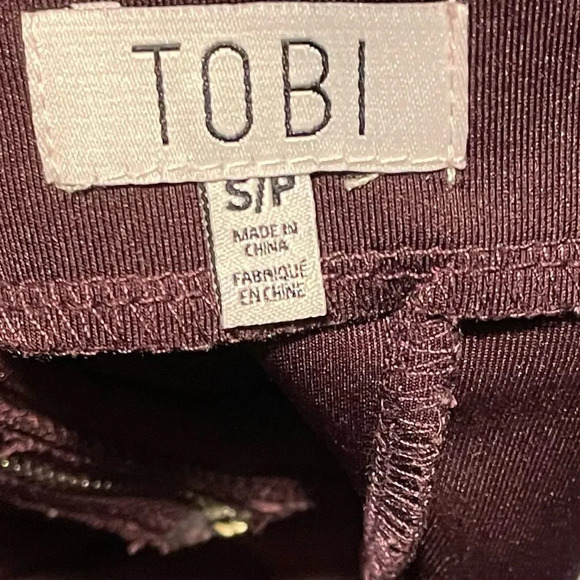 TOBI
S/P
MADE IN
CHINA
FABRIQUÉ
EN CHINE